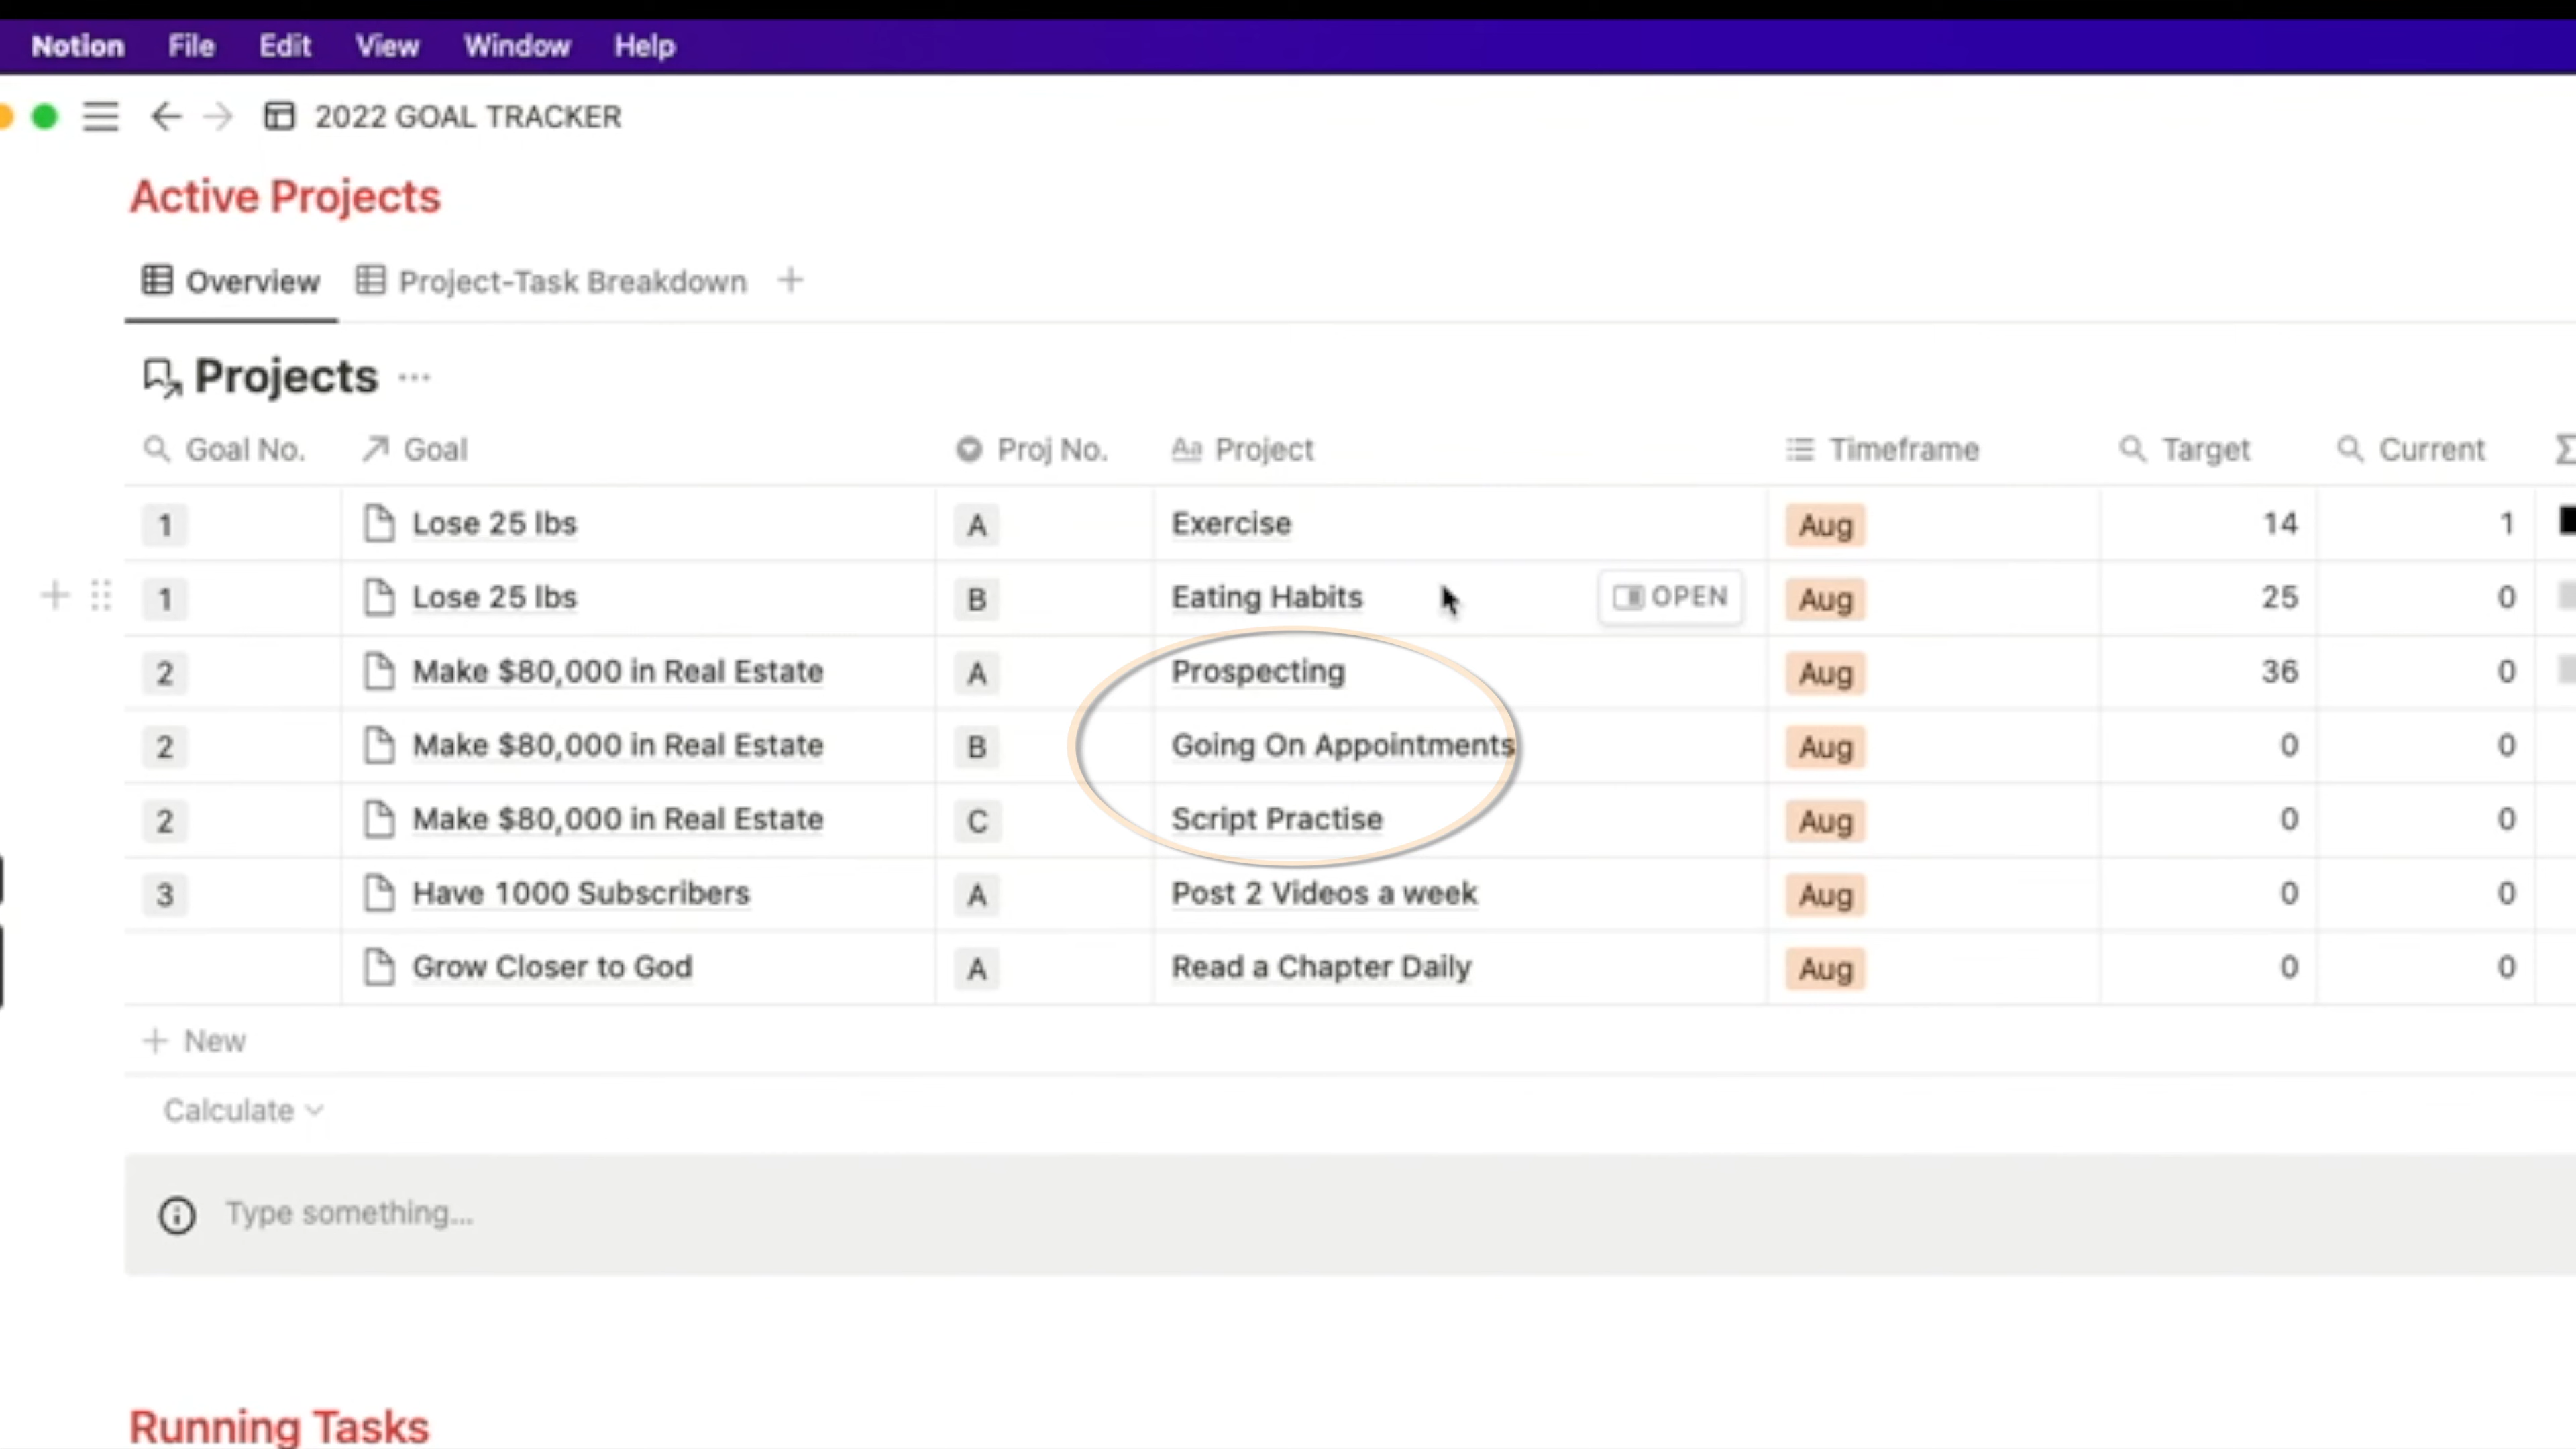 Notion File Edit View Window Help
2022 GOAL TRACKER
Active Projects
Overview Project-Task Breakdown
Projects
Goal No. Goal Proj No. Project Timeframe Target Current
1 Lose 25 lbs A Exercise Aug 14 1
1 Lose 25 lbs B Eating Habits OPEN Aug 25 0
2 Make $80,000 in Real Estate A Prospecting Aug 36 0
2 Make $80,000 in Real Estate B Going On Appointments Aug 0 0
2 Make $80,000 in Real Estate C Script Practise Aug 0 0
3 Have 1000 Subscribers A Post 2 Videos a week Aug 0 0
Grow Closer to God A Read a Chapter Daily Aug 0 0
+ New
Calculate
Type something...
Running Tasks